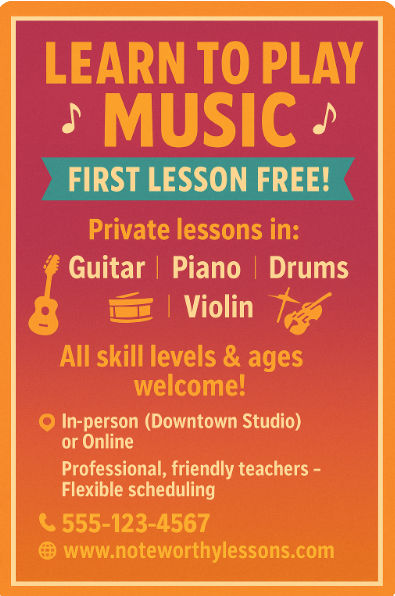 LEARN TO PLAY
MUSIC
FIRST LESSON FREE!
Private lessons in:
Guitar | Piano | Drums
| Violin
All skill levels & ages
welcome!
In-person (Downtown Studio)
or Online
Professional, friendly teachers –
Flexible scheduling
555-123-4567
www.noteworthylessons.com